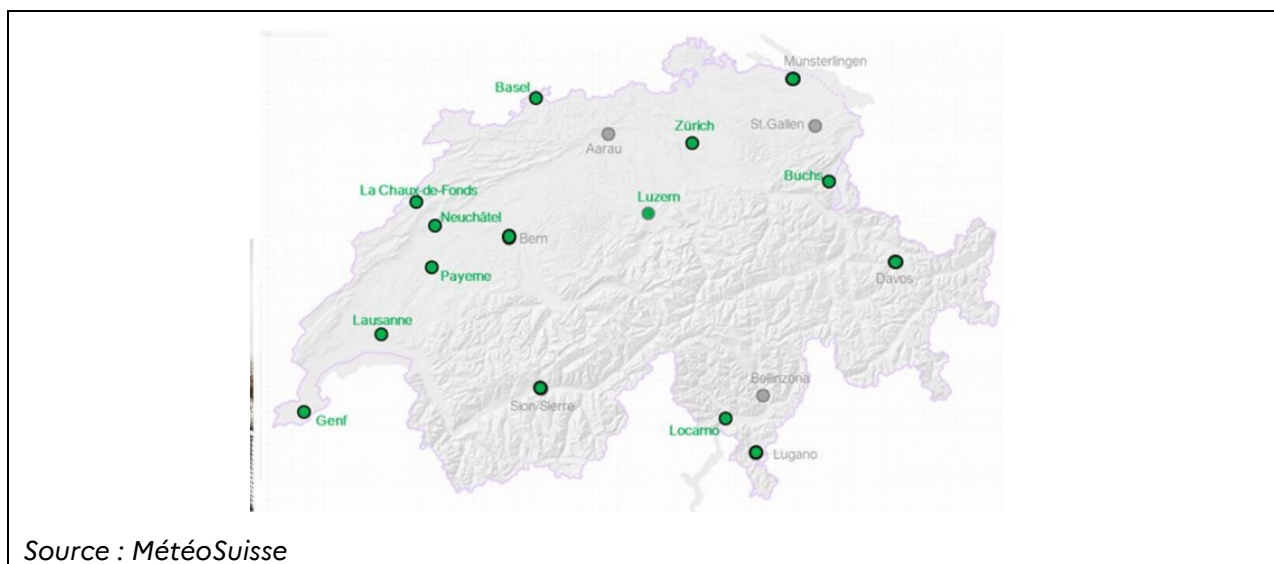 Münsterlingen
Basel
St.Gallen
Zürich
Aarau
Buchs
La Chaux-de-Fonds
Luzern
Neuchâtel
Bern
Payerne
Davos
Lausanne
Bellinzona
Sion/Sierre
Genf
Locarno
Lugano
Source : MétéoSuisse